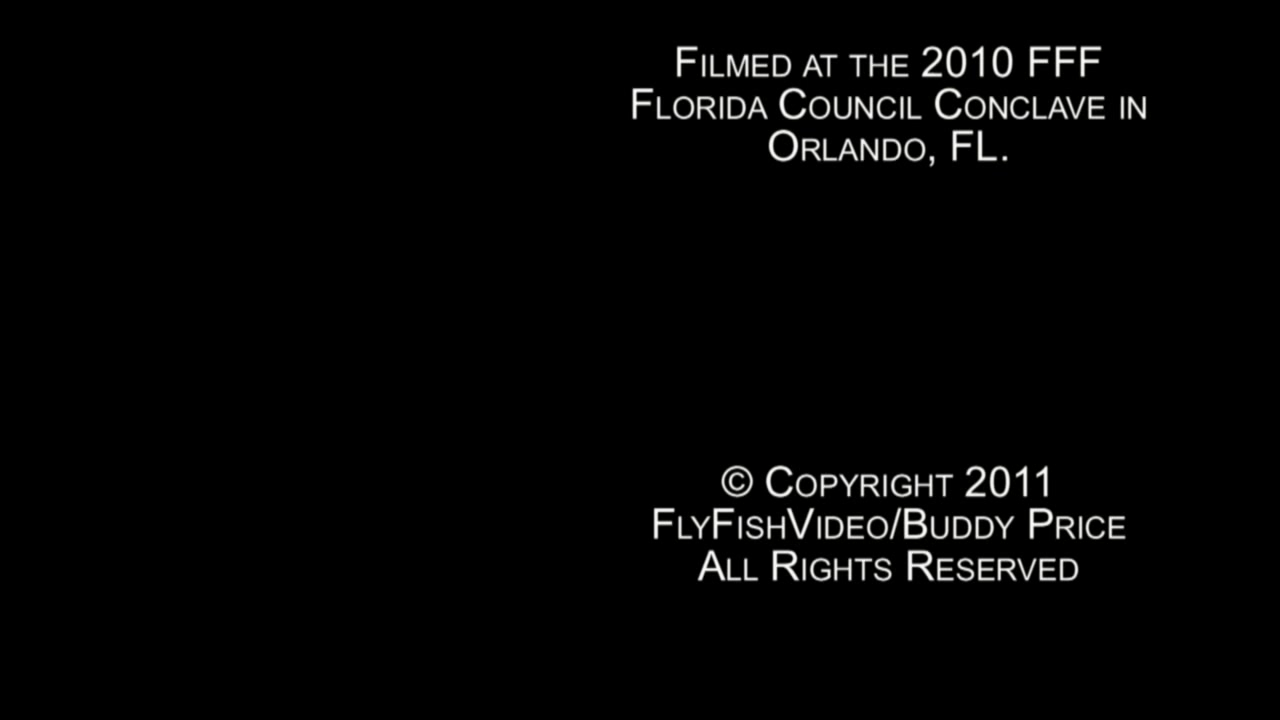 Filmed at the 2010 FFF
Florida Council Conclave in
Orlando, FL.
© Copyright 2011
FlyFishVideo/Buddy Price
All Rights Reserved